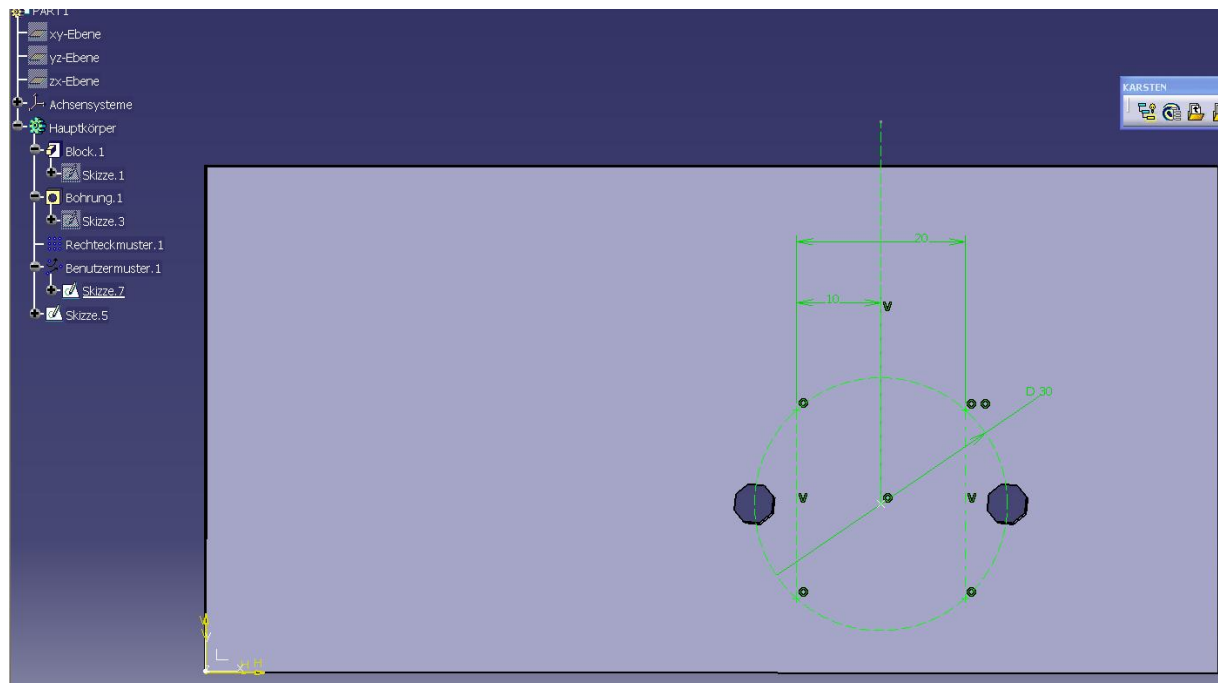 PART1
xy-Ebene
yz-Ebene
zx-Ebene
Achsensysteme
Hauptkörper
Block.1
Skizze.1
Bohrung.1
Skizze.3
Rechteckmuster.1
Benutzermuster.1
Skizze.7
Skizze.5
KARSTEN
20
10
V
D 30
V
V
V
Y
X
H H